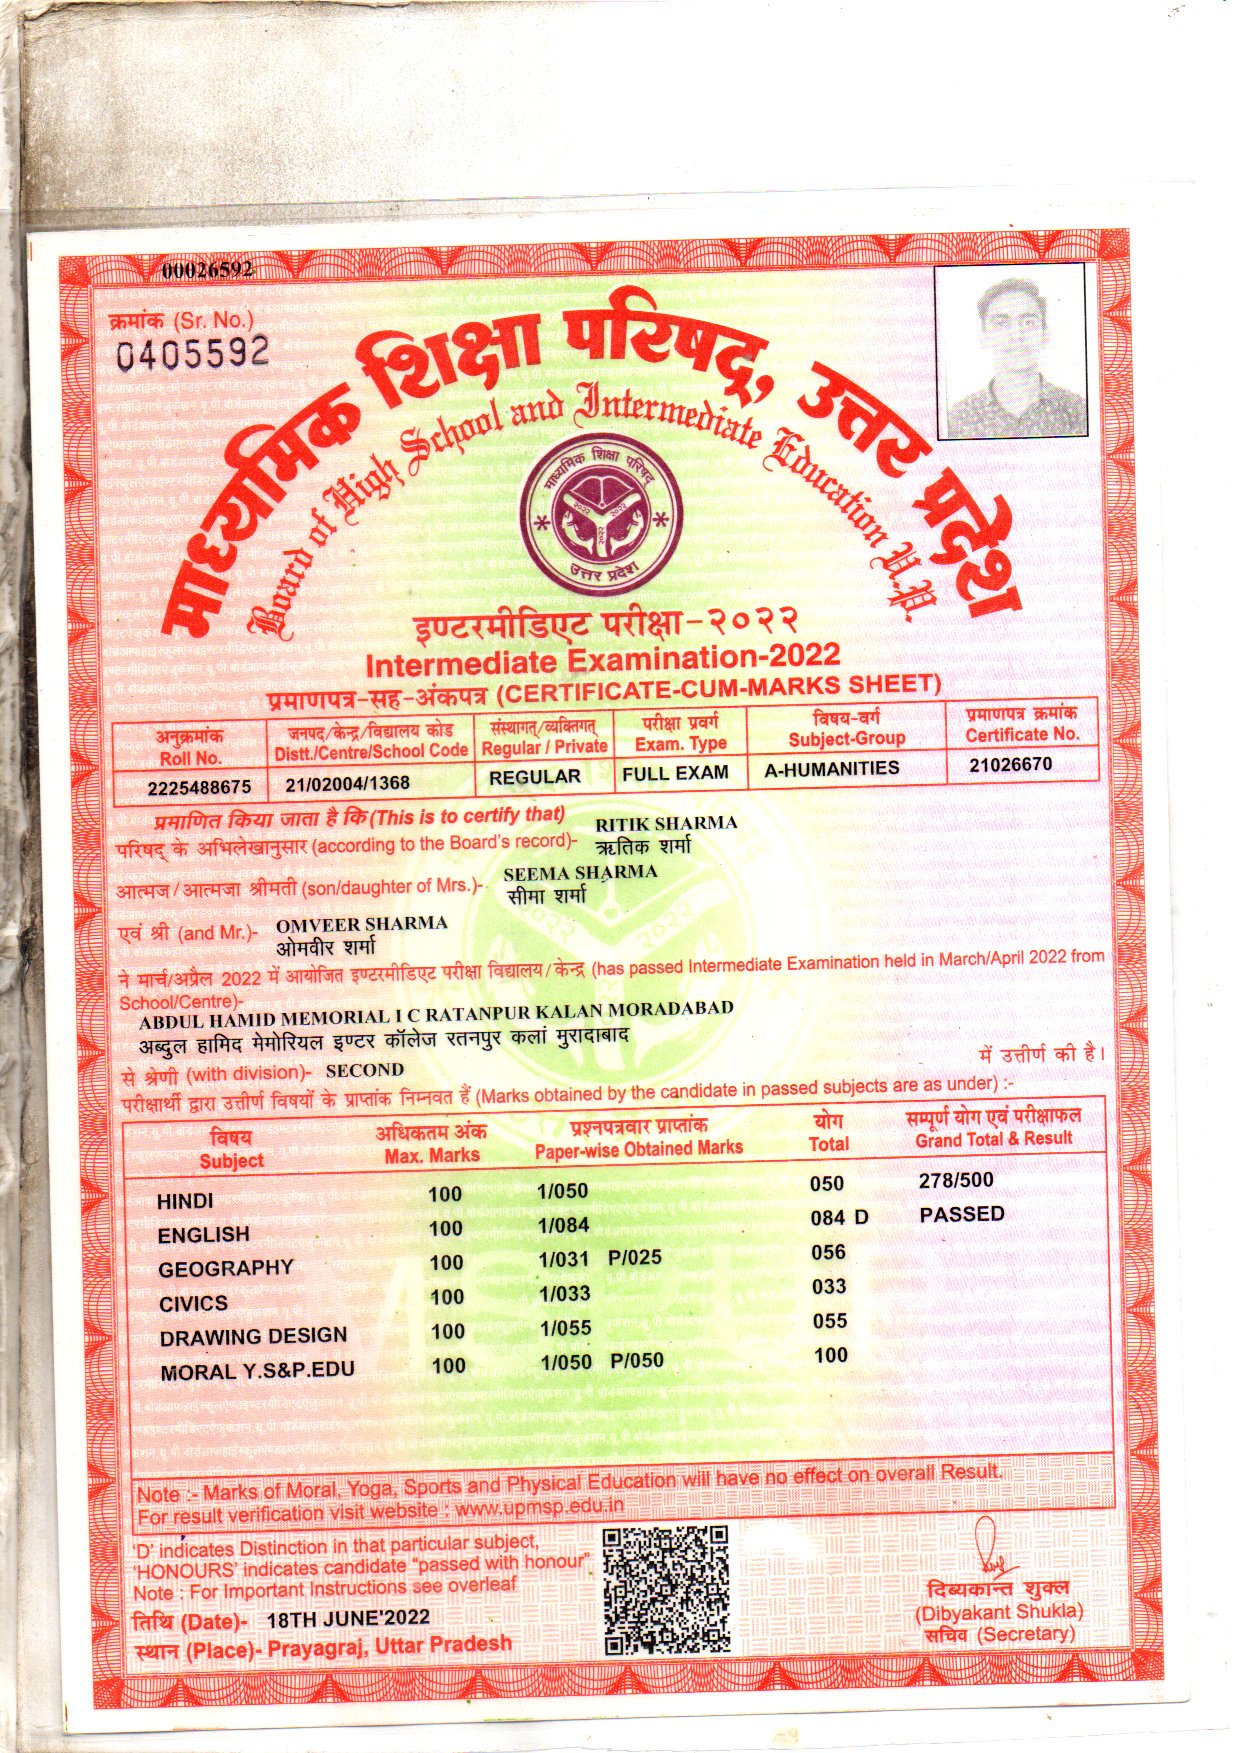 00026592
क्रमांक (Sr. No.)
0405592
माध्यमिक शिक्षा परिषद्, उत्तर प्रदेश
Board of High School and Intermediate Education U.P.
माध्यमिक शिक्षा परिषद्
२०२२ २०२२
२०२२
उत्तर प्रदेश
इण्टरमीडिएट परीक्षा-२०२२
Intermediate Examination-2022
प्रमाणपत्र-सह-अंकपत्र (CERTIFICATE-CUM-MARKS SHEET)
अनुक्रमांक जनपद/केन्द्र/विद्यालय कोड संस्थागत/व्यक्तिगत् परीक्षा प्रवर्ग विषय-वर्ग प्रमाणपत्र क्रमांक
Roll No. Distt./Centre/School Code Regular / Private Exam. Type Subject-Group Certificate No.
2225488675 21/02004/1368 REGULAR FULL EXAM A-HUMANITIES 21026670
प्रमाणित किया जाता है कि (This is to certify that)
RITIK SHARMA
परिषद् के अभिलेखानुसार (according to the Board's record)- ऋतिक शर्मा
SEEMA SHARMA
आत्मज / आत्मजा श्रीमती (son/daughter of Mrs.)- सीमा शर्मा
एवं श्री (and Mr.)- OMVEER SHARMA
ओमवीर शर्मा
ने मार्च/अप्रैल 2022 में आयोजित इण्टरमीडिएट परीक्षा विद्यालय/केन्द्र (has passed Intermediate Examination held in March/April 2022 from
School/Centre)-
ABDUL HAMID MEMORIAL I C RATANPUR KALAN MORADABAD
अब्दुल हामिद मेमोरियल इण्टर कॉलेज रतनपुर कलां मुरादाबाद
से श्रेणी (with division)- SECOND में उत्तीर्ण की है।
परीक्षार्थी द्वारा उत्तीर्ण विषयों के प्राप्तांक निम्नवत हैं (Marks obtained by the candidate in passed subjects are as under) :-
विषय अधिकतम अंक प्रश्नपत्रवार प्राप्तांक योग सम्पूर्ण योग एवं परीक्षाफल
Subject Max. Marks Paper-wise Obtained Marks Total Grand Total & Result
HINDI 100 1/050 050 278/500
ENGLISH 100 1/084 084 D PASSED
GEOGRAPHY 100 1/031 P/025 056
CIVICS 100 1/033 033
DRAWING DESIGN 100 1/055 055
MORAL Y.S&P.EDU 100 1/050 P/050 100
Note :- Marks of Moral, Yoga, Sports and Physical Education will have no effect on overall Result.
For result verification visit website : www.upmsp.edu.in
'D' indicates Distinction in that particular subject,
'HONOURS' indicates candidate "passed with honour".
Note : For Important Instructions see overleaf
तिथि (Date)- 18TH JUNE'2022
स्थान (Place)- Prayagraj, Uttar Pradesh
दिब्यकान्त शुक्ल
(Dibyakant Shukla)
सचिव (Secretary)